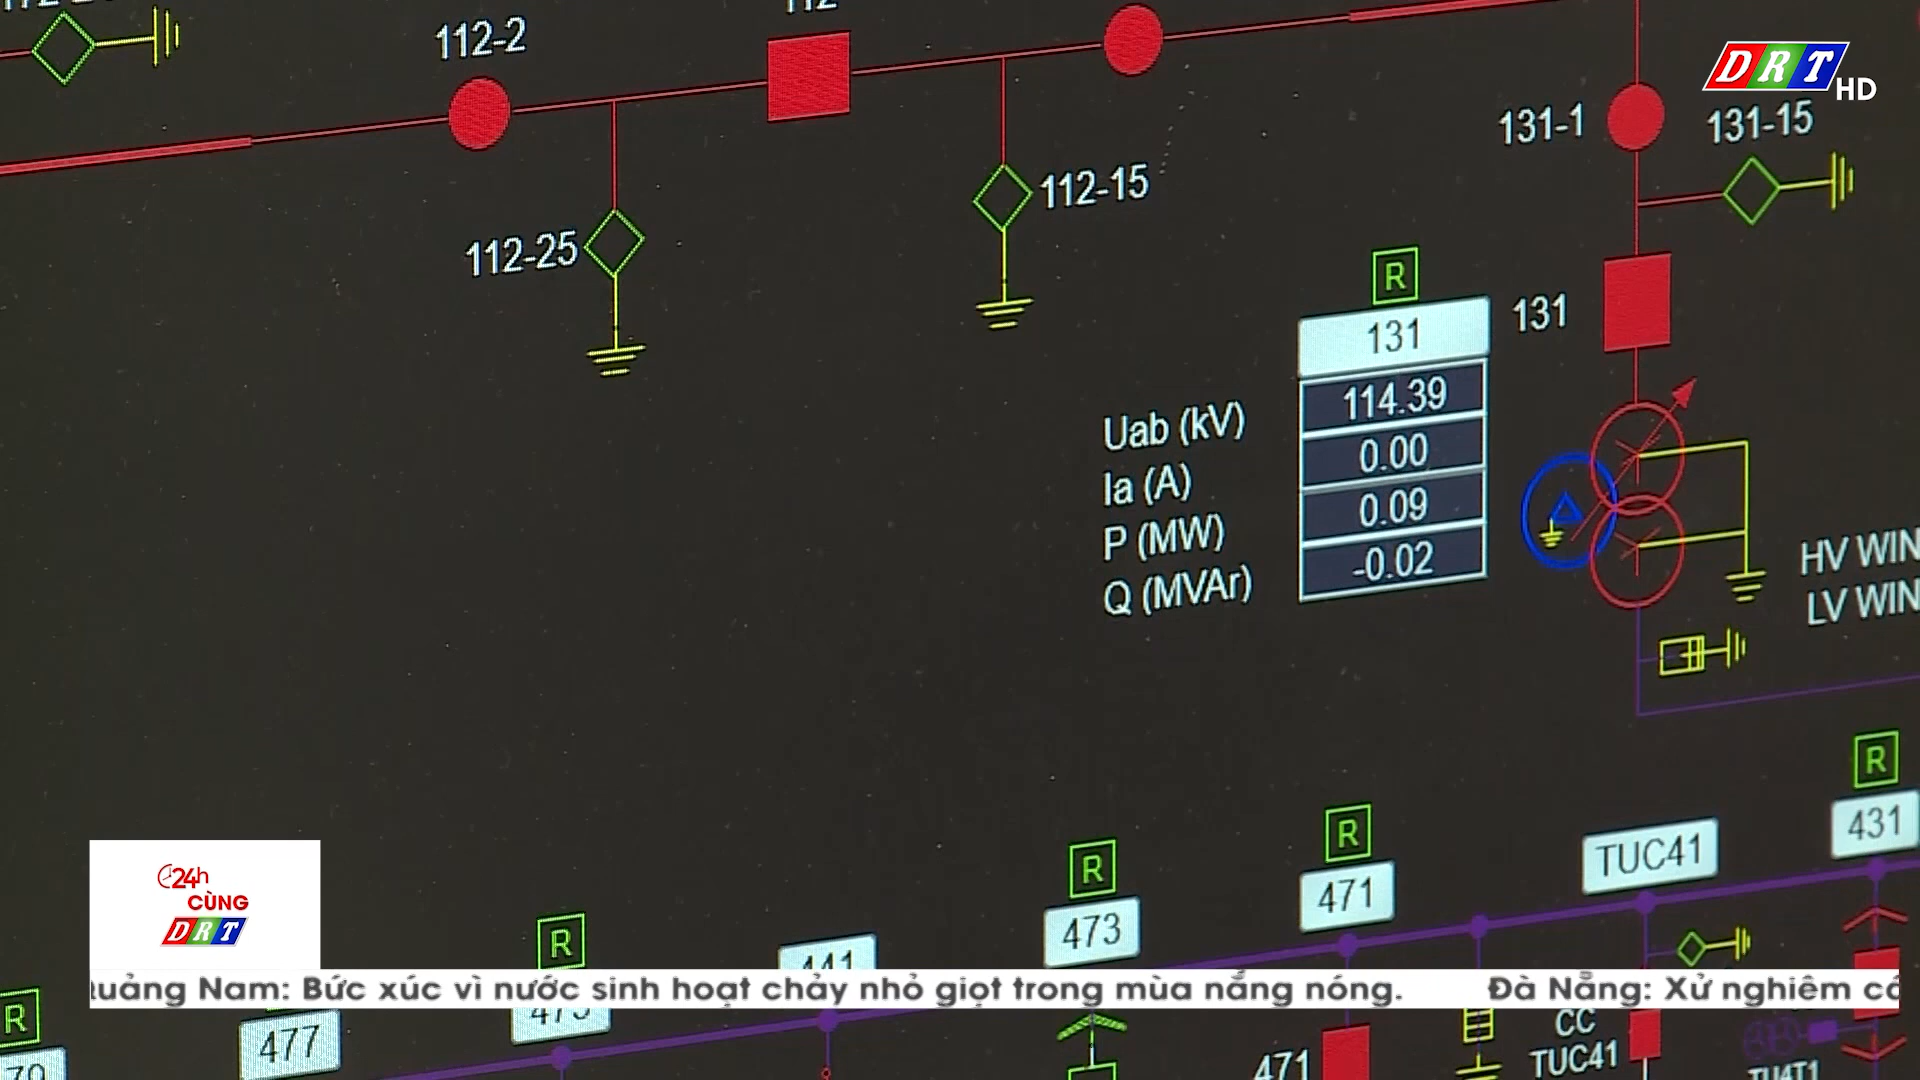 112-2
112
DRT HD
131-1
131-15
112-15
112-25
R
131
131
Uab (kV) 114.39
Ia (A) 0.00
P (MW) 0.09
Q (MVAr) -0.02
HV WIN
LV WIN
R
431
R
471
TUC41
R
473
R
441
24h
CÙNG
DRT
uảng Nam: Bức xúc vì nước sinh hoạt chảy nhỏ giọt trong mùa nắng nóng. Đà Nẵng: Xử nghiêm cá
R
477
CC
TUC41
471
TU4T1